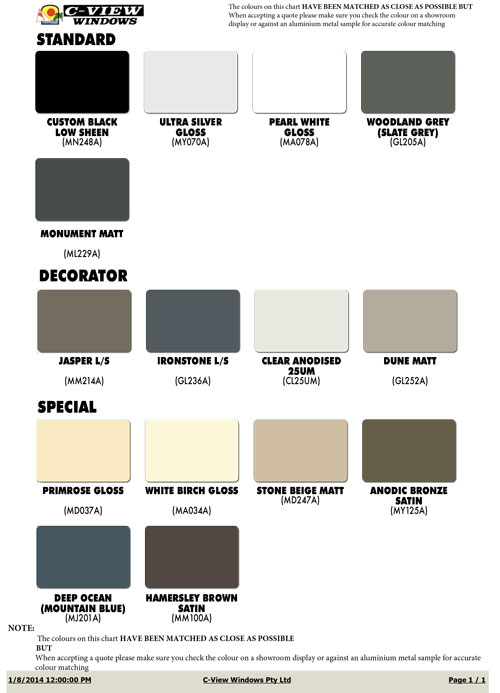 C-VIEW
WINDOWS
The colours on this chart HAVE BEEN MATCHED AS CLOSE AS POSSIBLE BUT
When accepting a quote please make sure you check the colour on a showroom
display or against an aluminium metal sample for accurate colour matching
STANDARD
CUSTOM BLACK
LOW SHEEN
(MN248A)
ULTRA SILVER
GLOSS
(MY070A)
PEARL WHITE
GLOSS
(MA078A)
WOODLAND GREY
(SLATE GREY)
(GL205A)
MONUMENT MATT
(ML229A)
DECORATOR
JASPER L/S
(MM214A)
IRONSTONE L/S
(GL236A)
CLEAR ANODISED
25UM
(CL25UM)
DUNE MATT
(GL252A)
SPECIAL
PRIMROSE GLOSS
(MD037A)
WHITE BIRCH GLOSS
(MA034A)
STONE BEIGE MATT
(MD247A)
ANODIC BRONZE
SATIN
(MY125A)
DEEP OCEAN
(MOUNTAIN BLUE)
(MJ201A)
HAMERSLEY BROWN
SATIN
(MM100A)
NOTE:
The colours on this chart HAVE BEEN MATCHED AS CLOSE AS POSSIBLE
BUT
When accepting a quote please make sure you check the colour on a showroom display or against an aluminium metal sample for accurate
colour matching
1/8/2014 12:00:00 PM C-View Windows Pty Ltd Page 1 / 1